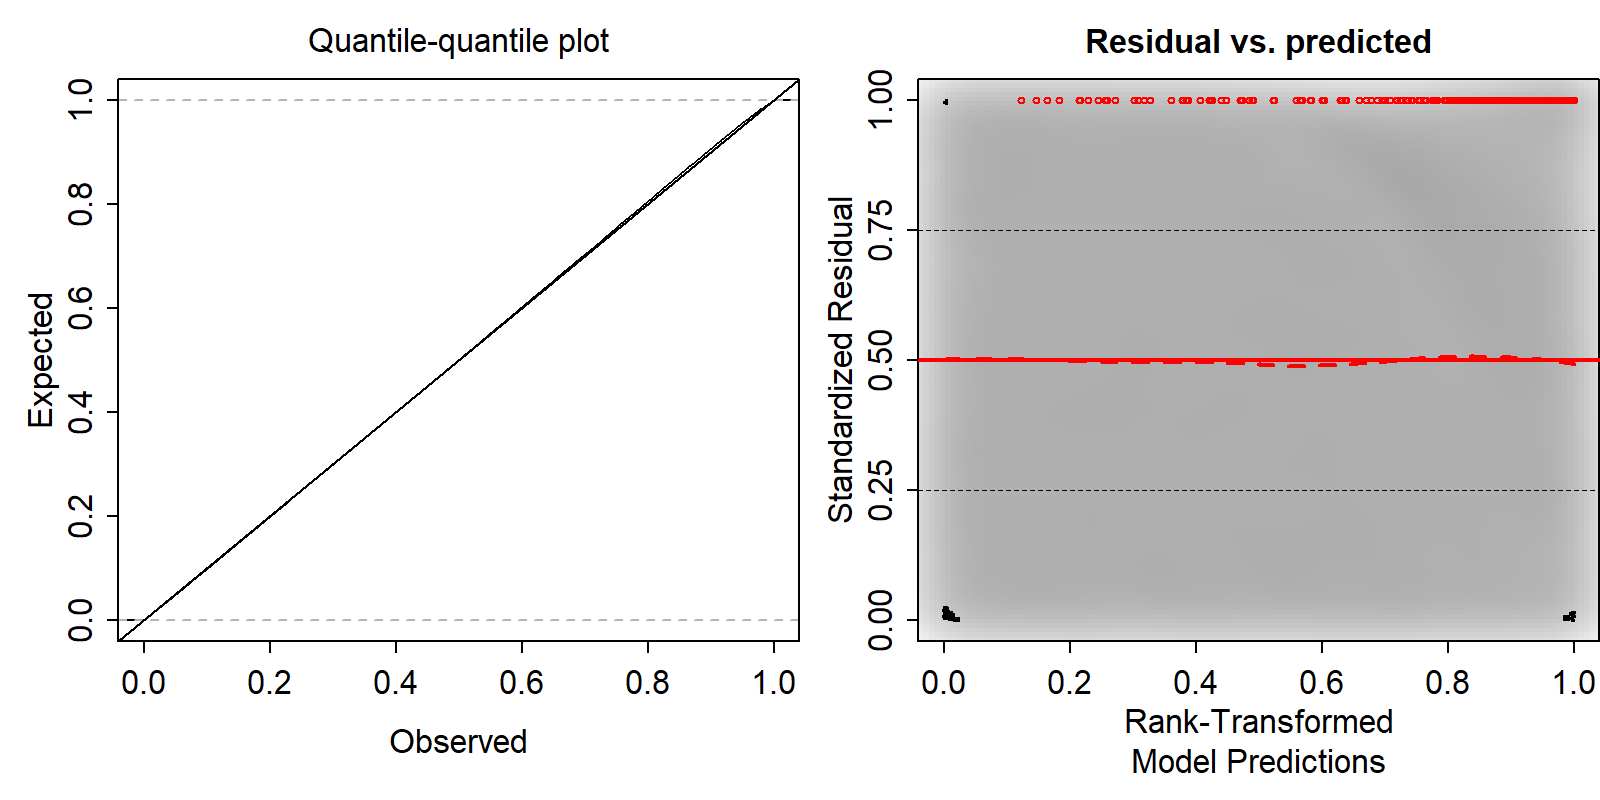 Quantile-quantile plot
Expected
0.0 0.2 0.4 0.6 0.8 1.0
0.0 0.2 0.4 0.6 0.8 1.0
Observed
Residual vs. predicted
Standardized Residual
0.00 0.25 0.50 0.75 1.00
0.0 0.2 0.4 0.6 0.8 1.0
Rank-Transformed
Model Predictions